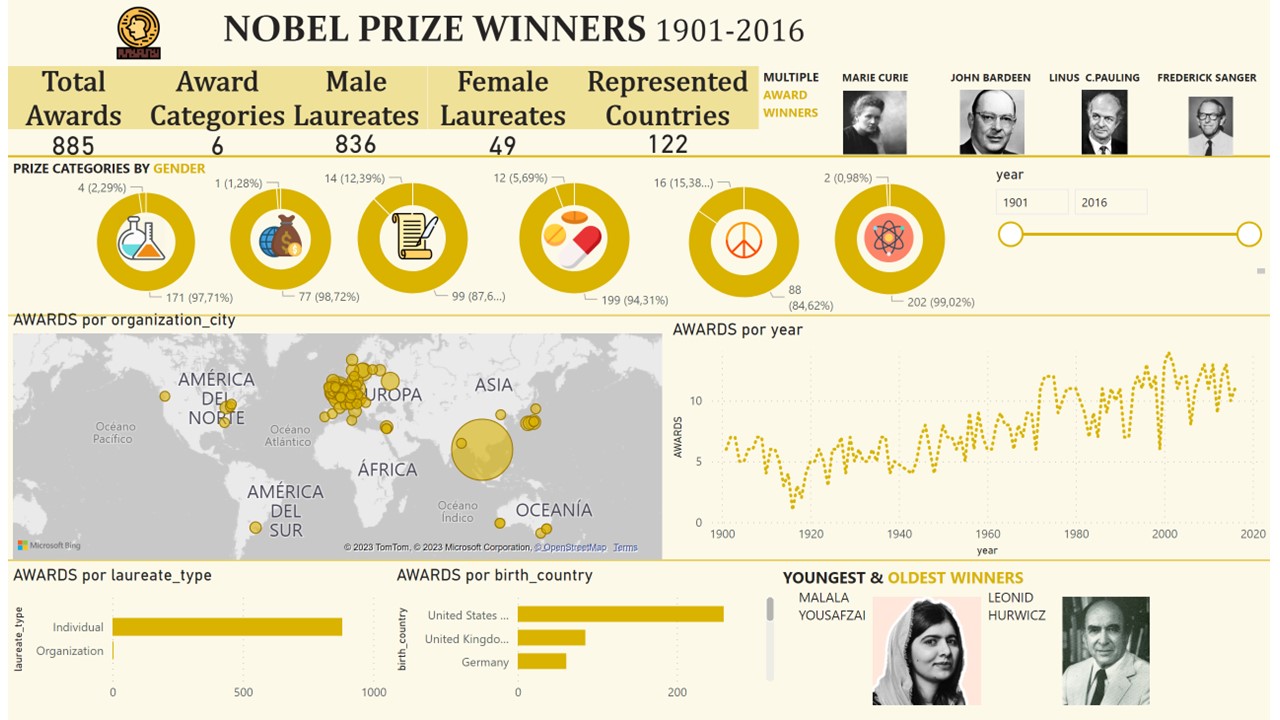 NOBEL PRIZE WINNERS 1901-2016
Total Awards
885
Award Categories
6
Male Laureates
836
Female Laureates
49
Represented Countries
122
MULTIPLE
AWARD
WINNERS
MARIE CURIE
JOHN BARDEEN
LINUS C.PAULING
FREDERICK SANGER
PRIZE CATEGORIES BY GENDER
4 (2,29%)
171 (97,71%)
1 (1,28%)
77 (98,72%)
14 (12,39%)
99 (87,6...)
12 (5,69%)
199 (94,31%)
16 (15,38...)
88
(84,62%)
2 (0,98%)
202 (99,02%)
year
1901
2016
AWARDS por organization_city
AMÉRICA
DEL
NORTE
UROPA
ASIA
Océano
Pacífico
Océano
Atlántico
ÁFRICA
AMÉRICA
DEL
SUR
Océano
Índico
OCEANÍA
Microsoft Bing
© 2023 TomTom, © 2023 Microsoft Corporation, © OpenStreetMap Terms
AWARDS por year
AWARDS
10
5
0
1900 1920 1940 1960 1980 2000 2020
year
AWARDS por laureate_type
laureate_type
Individual
Organization
0 500 1000
AWARDS por birth_country
birth_country
United States ...
United Kingdo...
Germany
0 200
YOUNGEST & OLDEST WINNERS
MALALA
YOUSAFZAI
LEONID
HURWICZ